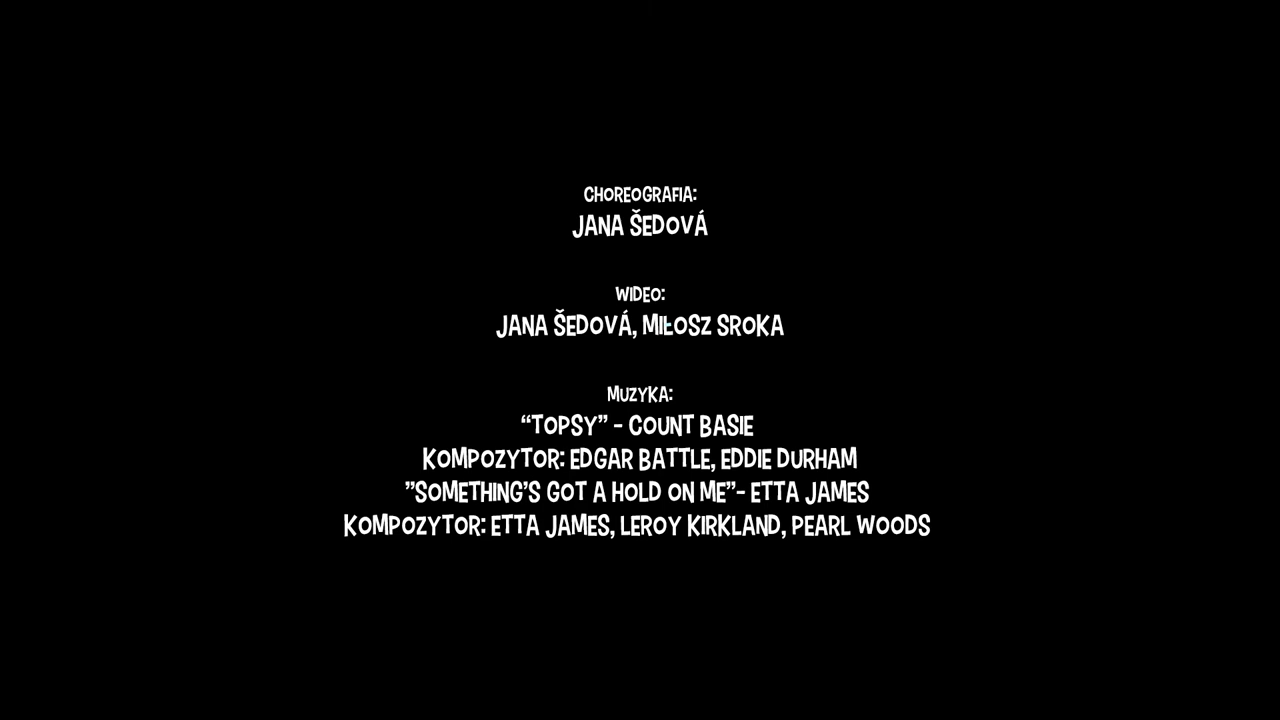 CHOREOGRAFIA:
JANA ŠEDOVÁ
WIDEO:
JANA ŠEDOVÁ, MIŁOSZ SROKA
MUZYKA:
“TOPSY” - COUNT BASIE
KOMPOZYTOR: EDGAR BATTLE, EDDIE DURHAM
”SOMETHING’S GOT A HOLD ON ME”- ETTA JAMES
KOMPOZYTOR: ETTA JAMES, LEROY KIRKLAND, PEARL WOODS